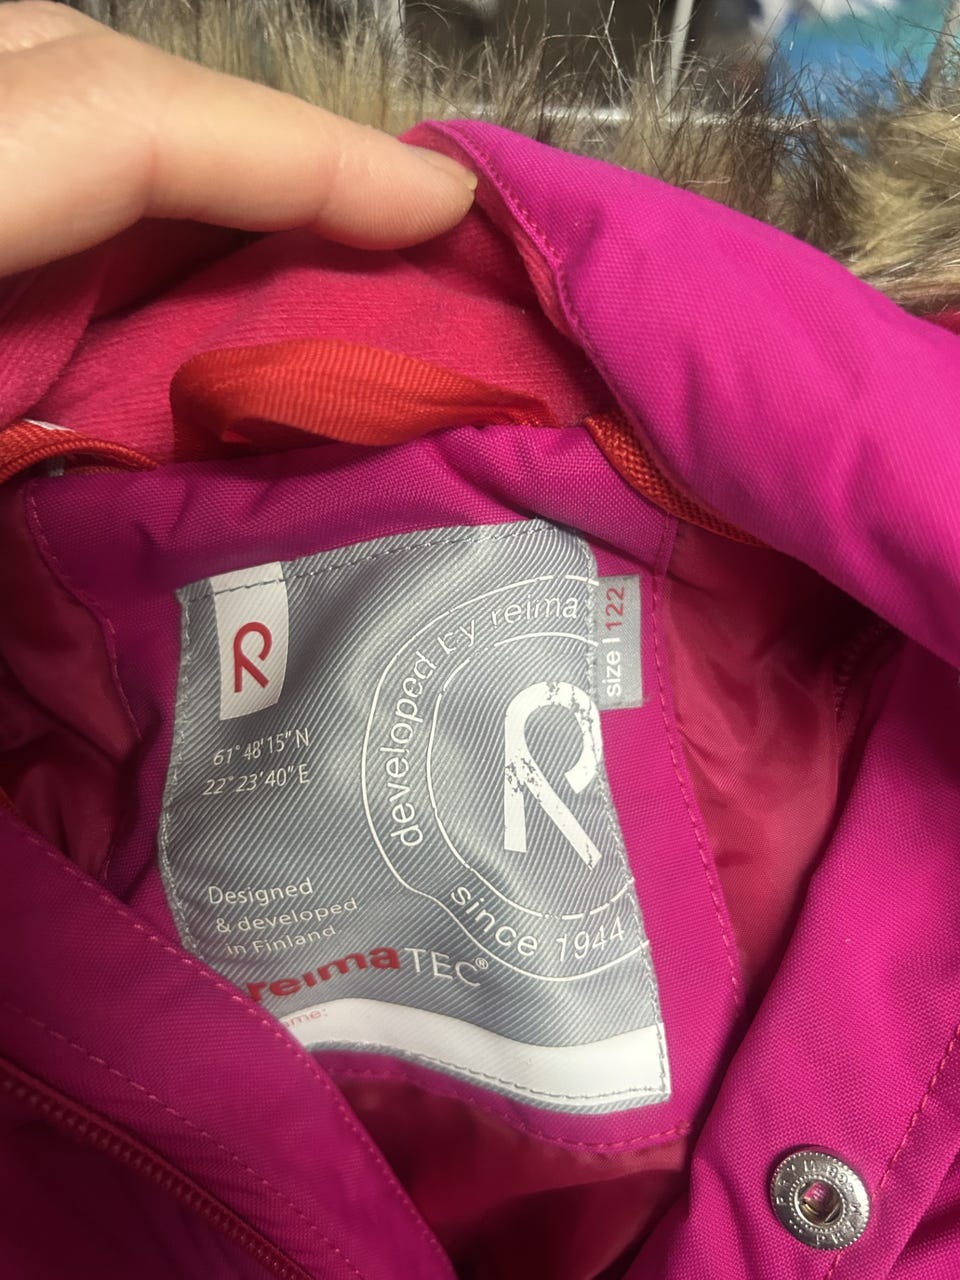 developed by reima
size | 122
61°48'15"N
22°23'40"E
since 1944
Designed
& developed
in Finland
reimaTEC®